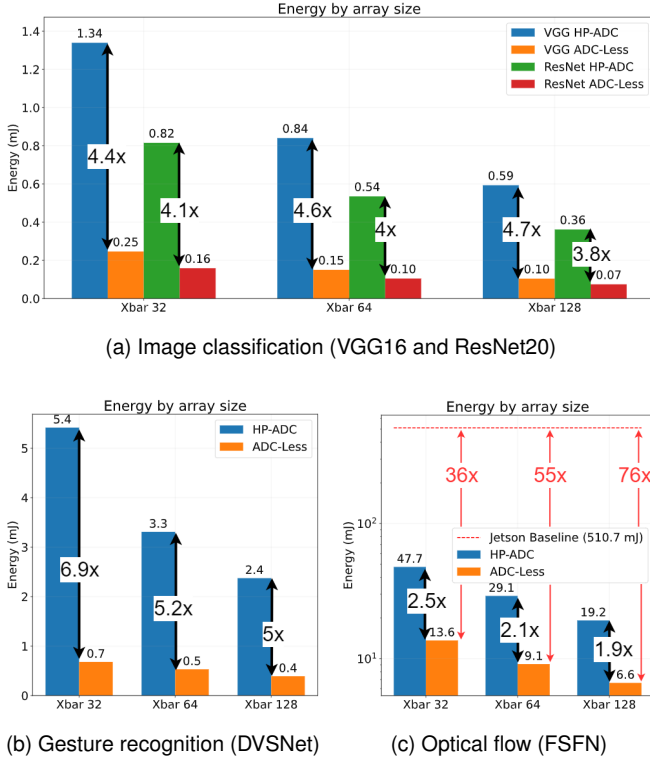 Energy by array size
1.4
1.2
1.0
0.8
0.6
0.4
0.2
0.0
Energy (mJ)
1.34
4.4x
0.25
0.82
4.1x
0.16
0.84
4.6x
0.15
0.54
4x
0.10
0.59
4.7x
0.10
0.36
3.8x
0.07
VGG HP-ADC
VGG ADC-Less
ResNet HP-ADC
ResNet ADC-Less
Xbar 32
Xbar 64
Xbar 128
(a) Image classification (VGG16 and ResNet20)
Energy by array size
5
4
3
2
1
0
Energy (mJ)
5.4
6.9x
0.7
3.3
5.2x
0.5
2.4
5x
0.4
HP-ADC
ADC-Less
Xbar 32
Xbar 64
Xbar 128
(b) Gesture recognition (DVSNet)
Energy by array size
10²
10¹
Energy (mJ)
36x
55x
76x
Jetson Baseline (510.7 mJ)
HP-ADC
ADC-Less
47.7
2.5x
13.6
29.1
2.1x
9.1
19.2
1.9x
6.6
Xbar 32
Xbar 64
Xbar 128
(c) Optical flow (FSFN)